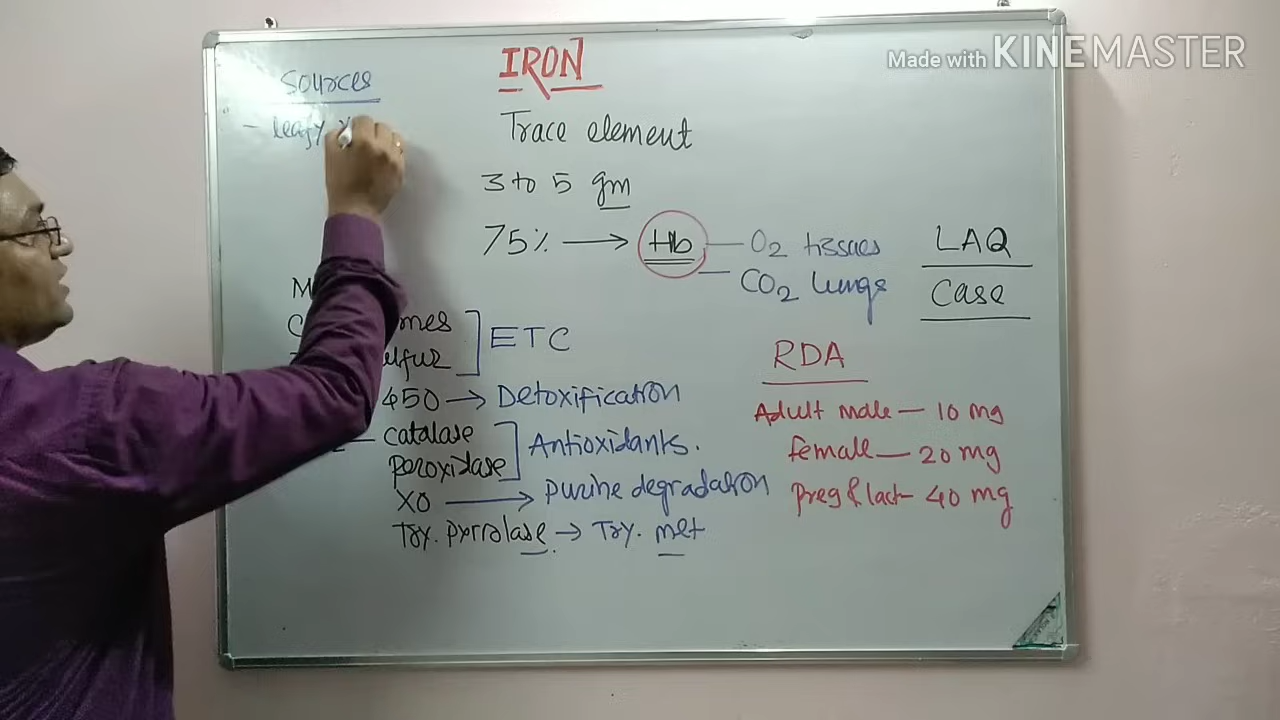 Made with KINEMASTER
IRON
Sources
- Leafy
Trace element
3 to 5 gm
75% → Hb — O2 tissues
— CO2 lungs
LAQ
Case
ETC
450 → Detoxification
catalase
peroxidase
Antioxidants.
XO → purine degradation
Try. pyrrolase → Try. met
RDA
Adult male — 10 mg
female — 20 mg
preg & lact - 40 mg